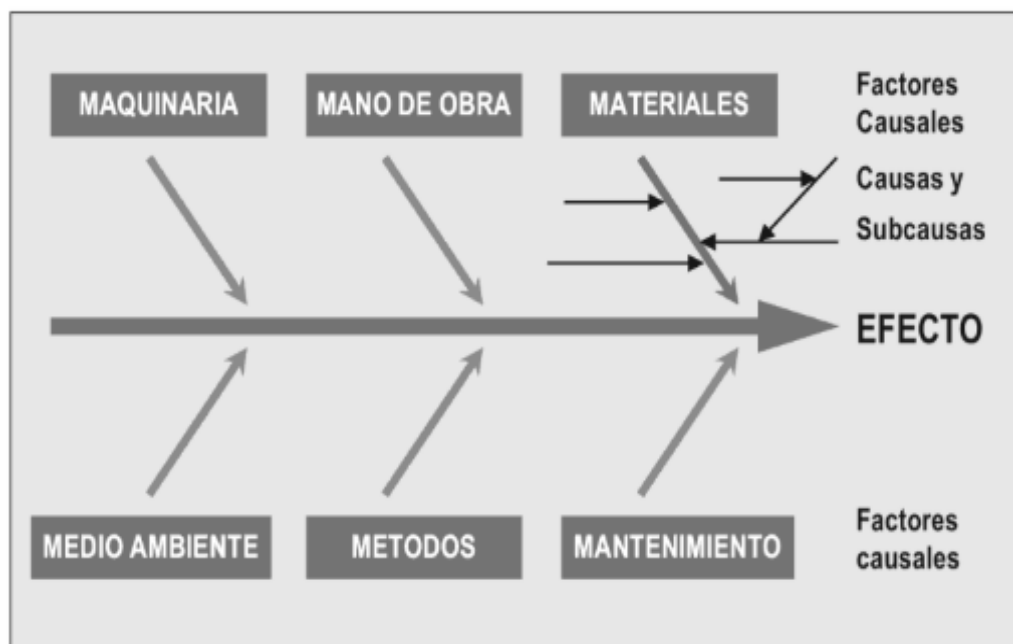 MAQUINARIA
MANO DE OBRA
MATERIALES
Factores
Causales
Causas y
Subcausas
EFECTO
MEDIO AMBIENTE
METODOS
MANTENIMIENTO
Factores
causales